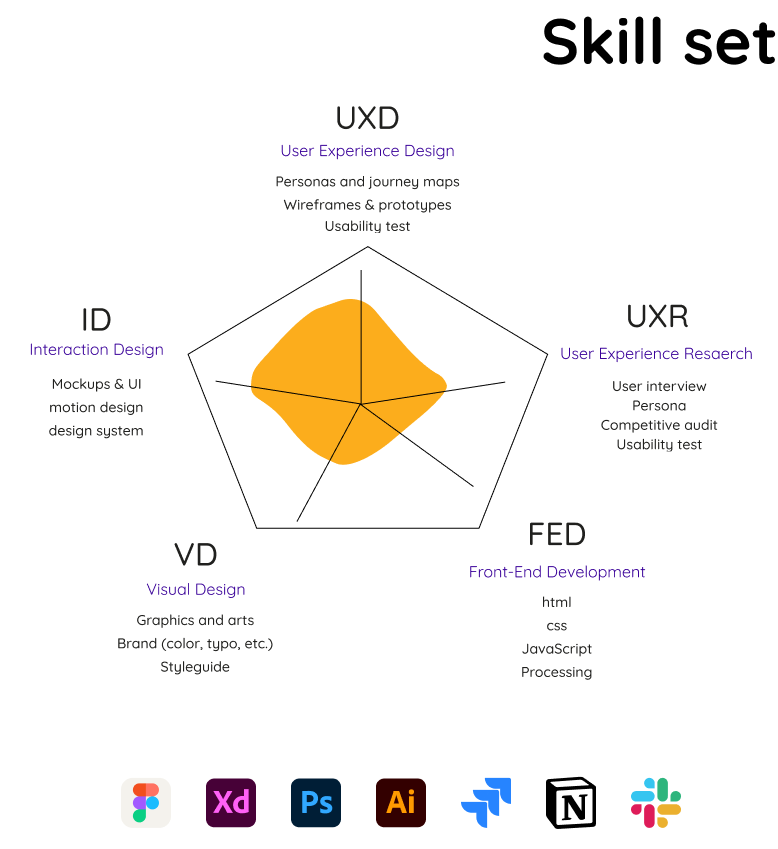 Skill set
UXD
User Experience Design
Personas and journey maps
Wireframes & prototypes
Usability test
ID
Interaction Design
Mockups & UI
motion design
design system
UXR
User Experience Resaerch
User interview
Persona
Competitive audit
Usability test
VD
Visual Design
Graphics and arts
Brand (color, typo, etc.)
Styleguide
FED
Front-End Development
html
css
JavaScript
Processing
Xd
Ps
Ai
N